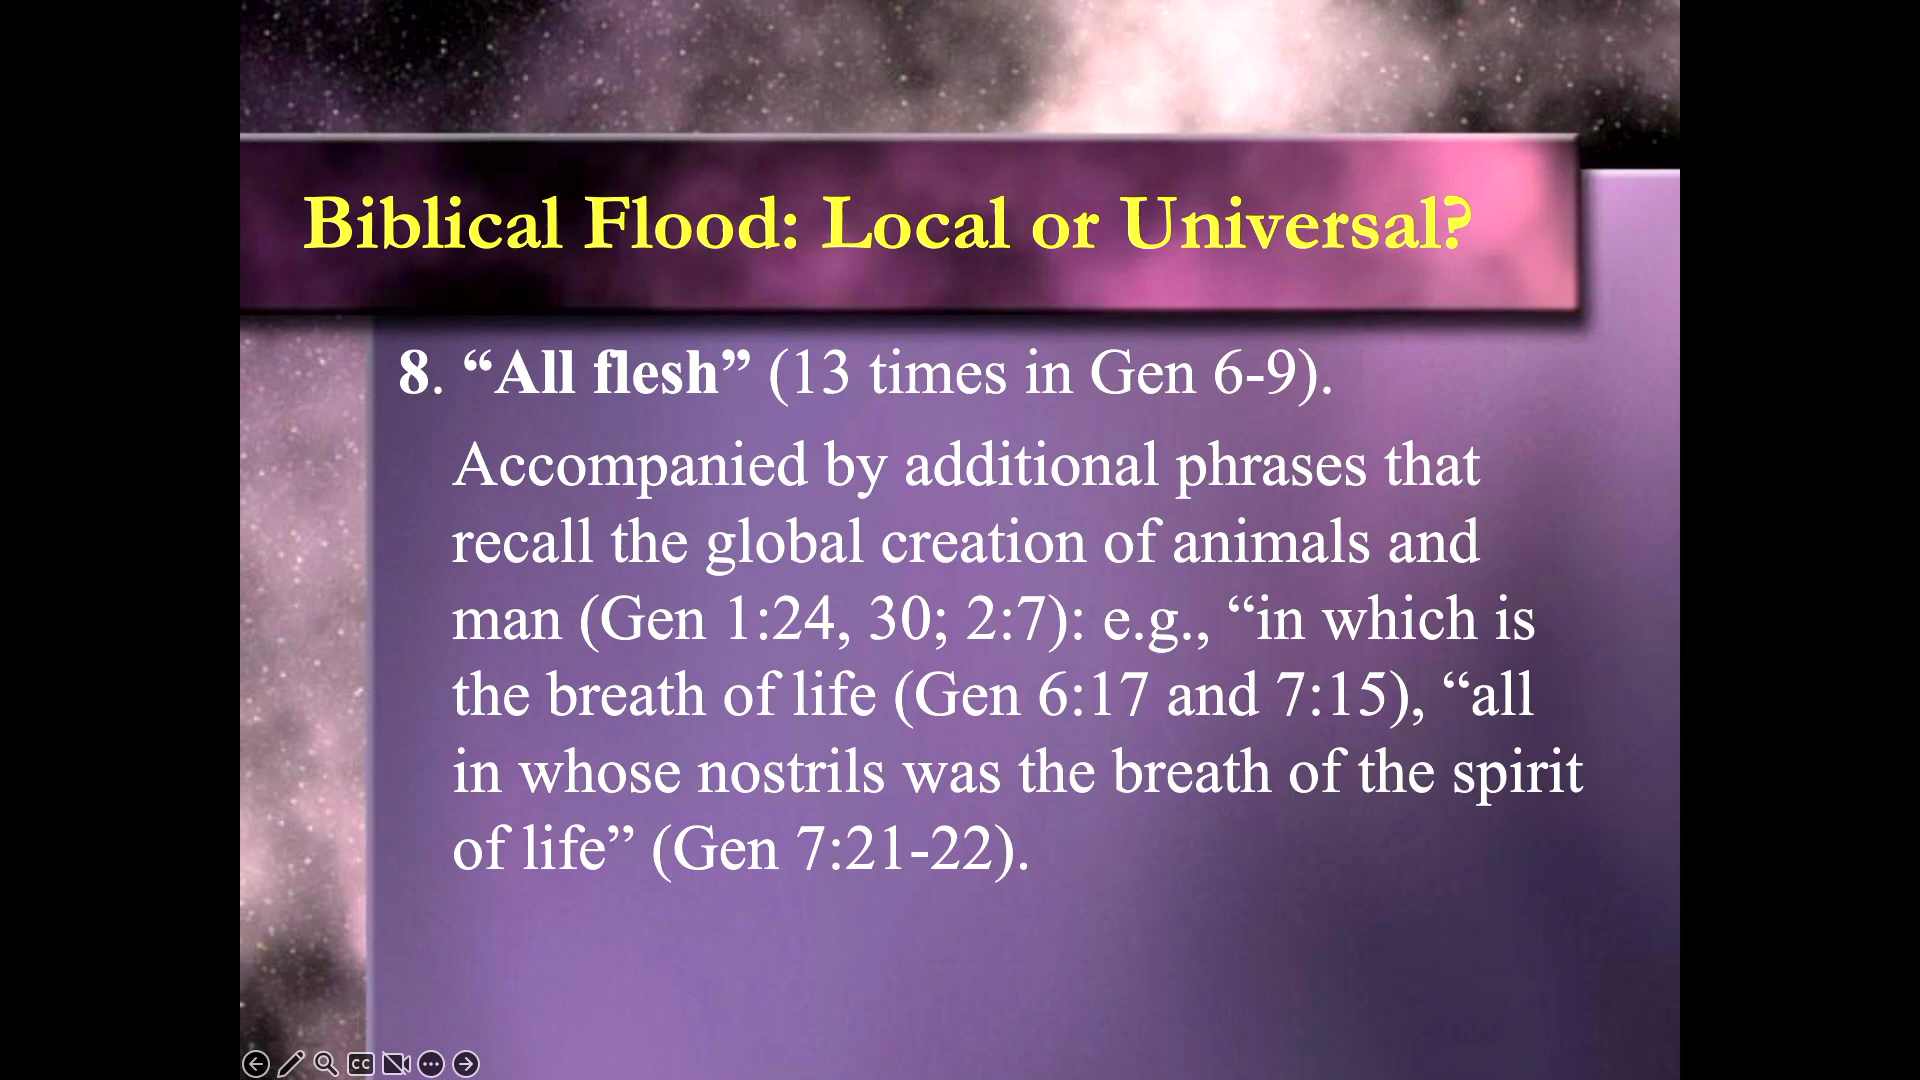 Biblical Flood: Local or Universal?
8. “All flesh” (13 times in Gen 6-9).
Accompanied by additional phrases that
recall the global creation of animals and
man (Gen 1:24, 30; 2:7): e.g., “in which is
the breath of life (Gen 6:17 and 7:15), “all
in whose nostrils was the breath of the spirit
of life” (Gen 7:21-22).
CC